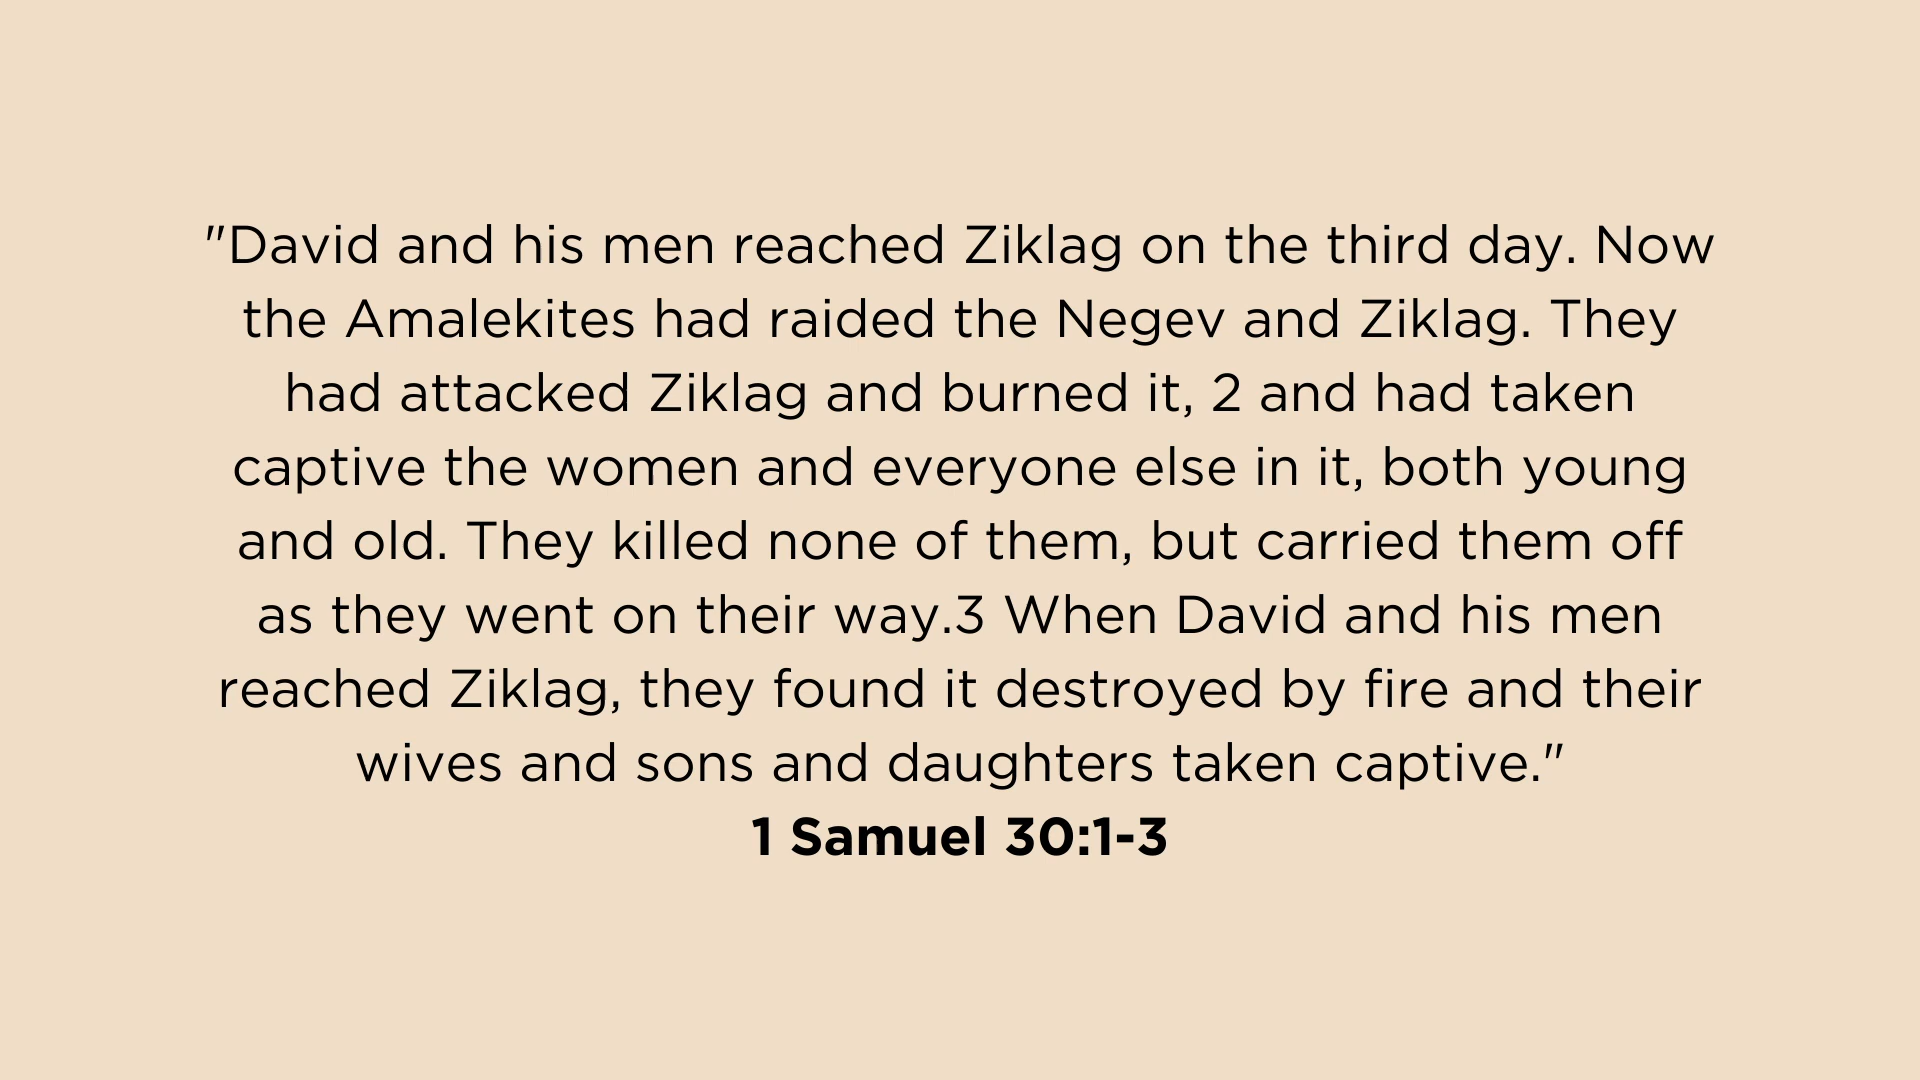 "David and his men reached Ziklag on the third day. Now
the Amalekites had raided the Negev and Ziklag. They
had attacked Ziklag and burned it, 2 and had taken
captive the women and everyone else in it, both young
and old. They killed none of them, but carried them off
as they went on their way.3 When David and his men
reached Ziklag, they found it destroyed by fire and their
wives and sons and daughters taken captive."
1 Samuel 30:1-3